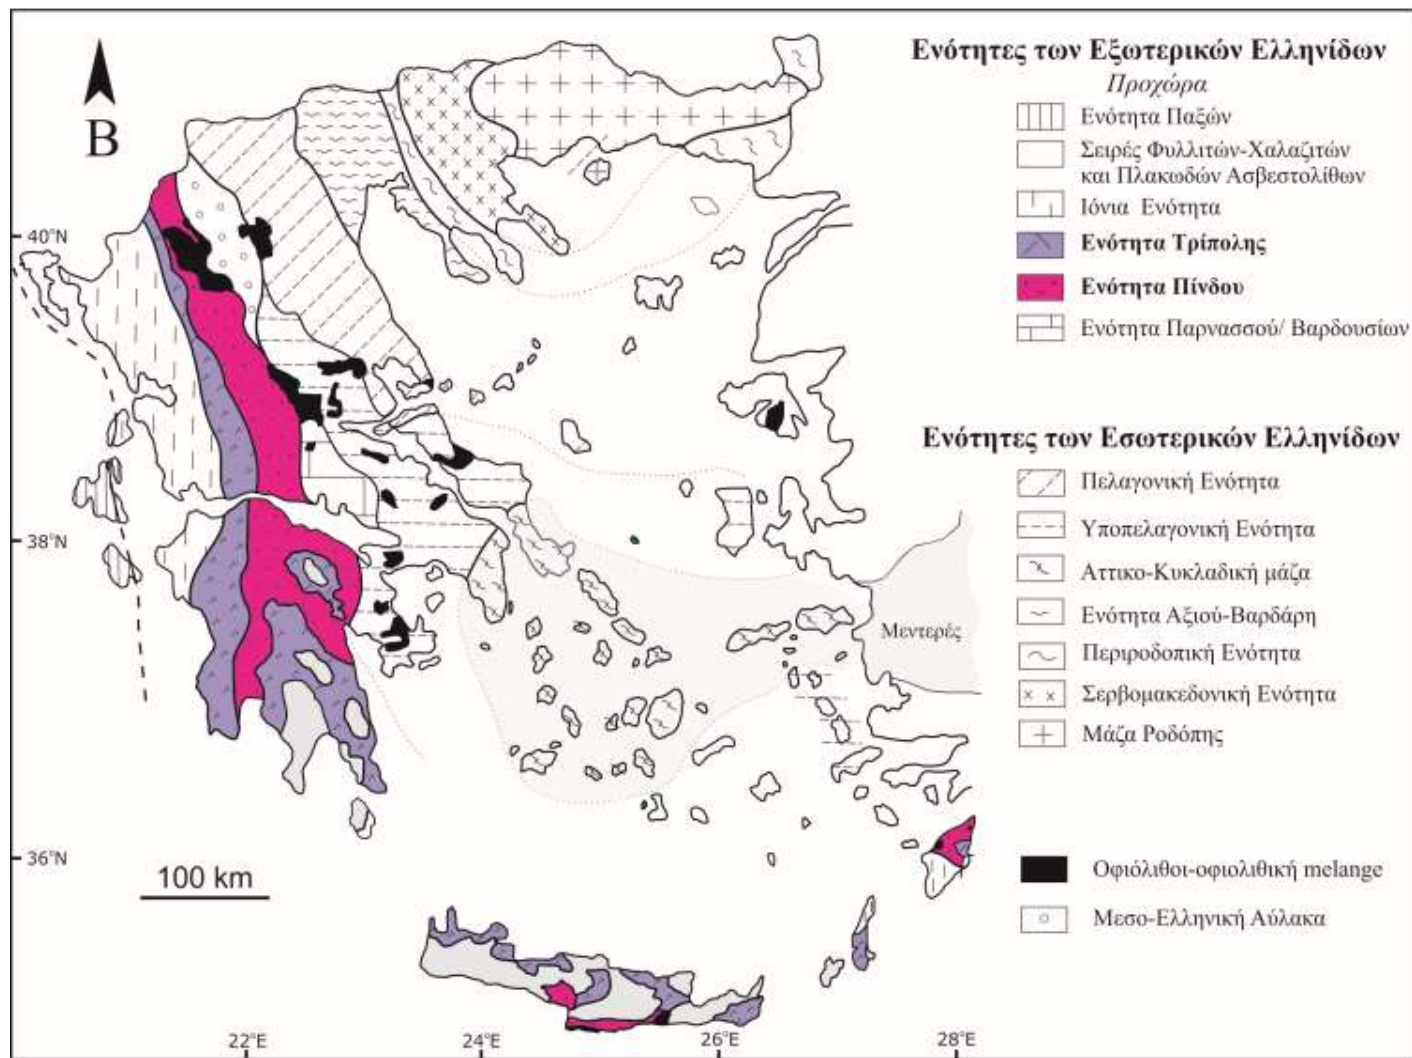 Ενότητες των Εξωτερικών Ελληνίδων
Προχώρα
Ενότητα Παξών
Σειρές Φυλλιτών-Χαλαζιτών
και Πλακωδών Ασβεστολίθων
Ιόνια Ενότητα
Ενότητα Τρίπολης
Ενότητα Πίνδου
Ενότητα Παρνασσού/ Βαρδουσίων
Ενότητες των Εσωτερικών Ελληνίδων
Πελαγονική Ενότητα
Υποπελαγονική Ενότητα
Αττικο-Κυκλαδική μάζα
Ενότητα Αξιού-Βαρδάρη
Περιροδοπική Ενότητα
Σερβομακεδονική Ενότητα
Μάζα Ροδόπης
Οφιόλιθοι-οφιολιθική melange
Μεσο-Ελληνική Αύλακα
Β
40°N
38°N
36°N
Μεντερές
100 km
22°E
24°E
26°E
28°E